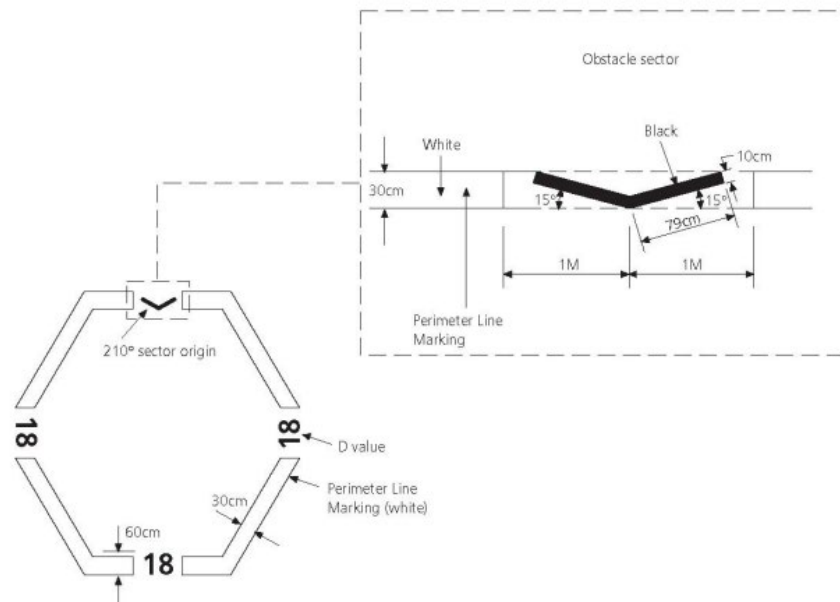 Obstacle sector
White
Black
10cm
30cm
15°
15°
79cm
1M
1M
Perimeter Line
Marking
210° sector origin
18
18
D value
30cm
Perimeter Line
Marking (white)
60cm
18